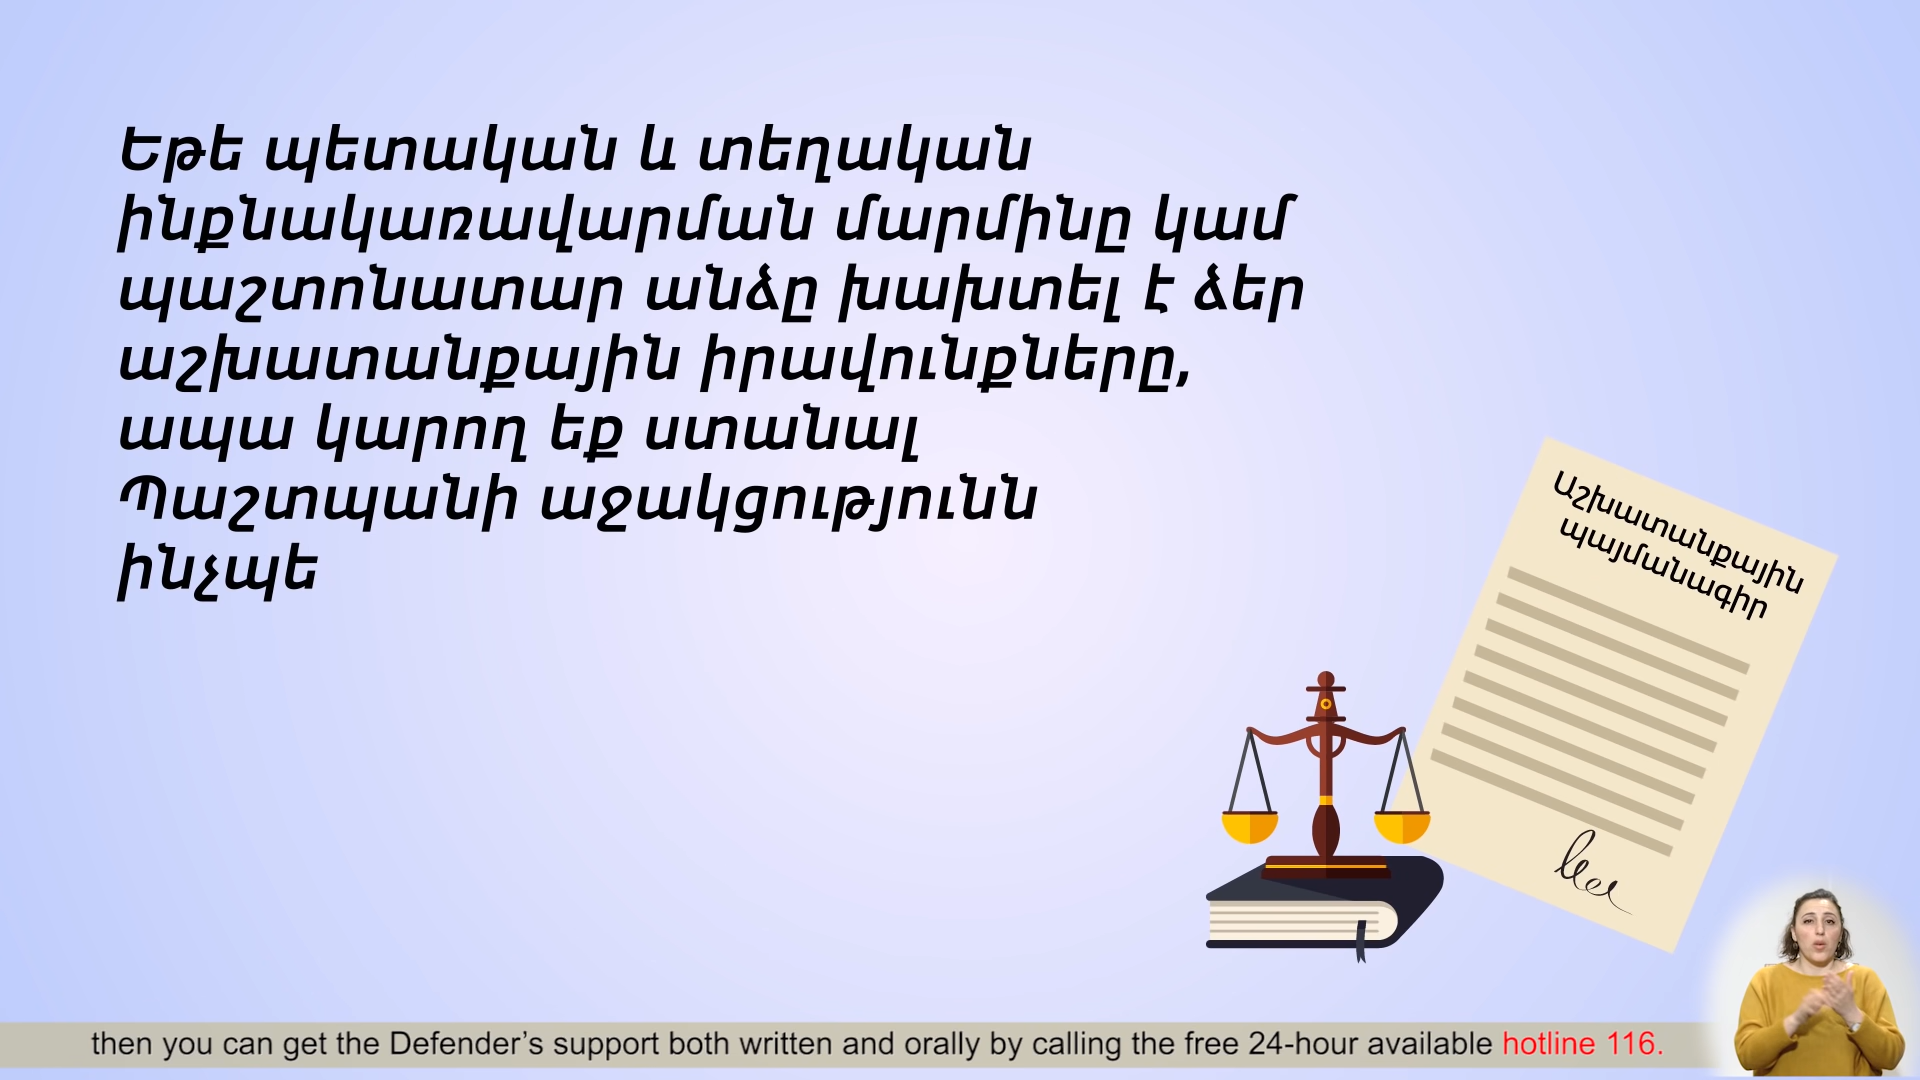 Եթե պետական և տեղական
ինքնակառավարման մարմինը կամ
պաշտոնատար անձը խախտել է ձեր
աշխատանքային իրավունքները,
ապա կարող եք ստանալ
Պաշտպանի աջակցությունն
ինչպե
Աշխատանքային
պայմանագիր
then you can get the Defender’s support both written and orally by calling the free 24-hour available hotline 116.